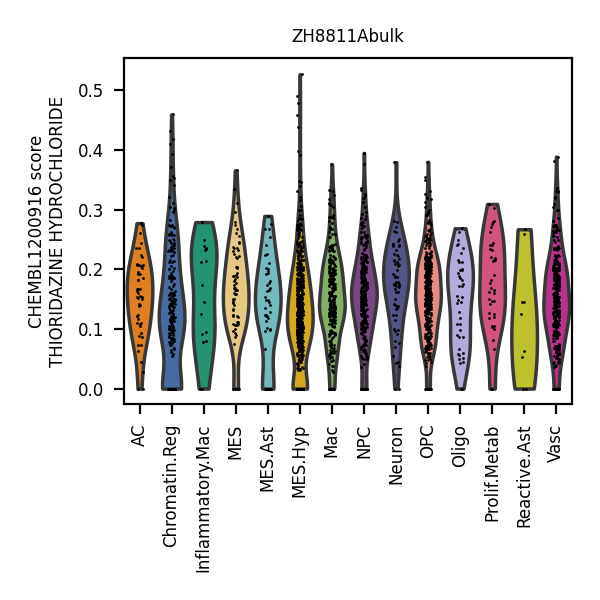 ZH8811Abulk
CHEMBL1200916 score
THIORIDAZINE HYDROCHLORIDE
0.5
0.4
0.3
0.2
0.1
0.0
AC
Chromatin.Reg
Inflammatory.Mac
MES
MES.Ast
MES.Hyp
Mac
NPC
Neuron
OPC
Oligo
Prolif.Metab
Reactive.Ast
Vasc